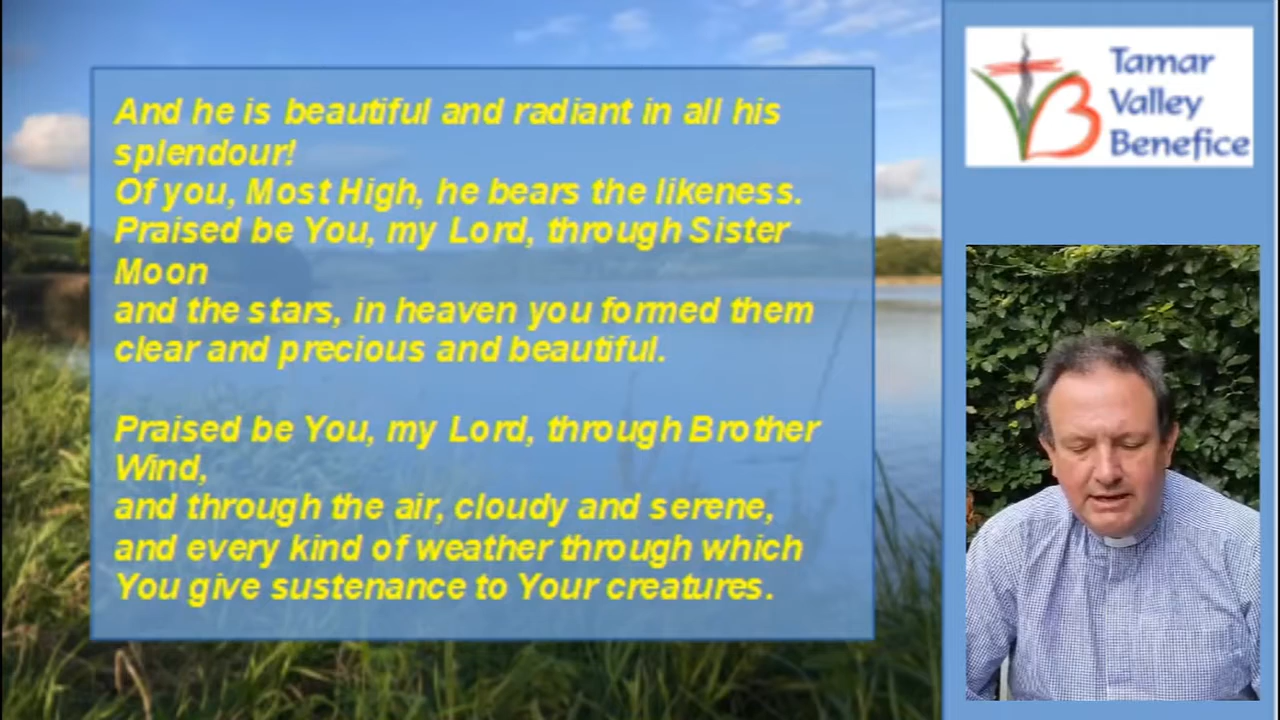 And he is beautiful and radiant in all his
splendour!
Of you, Most High, he bears the likeness.
Praised be You, my Lord, through Sister
Moon
and the stars, in heaven you formed them
clear and precious and beautiful.
Praised be You, my Lord, through Brother
Wind,
and through the air, cloudy and serene,
and every kind of weather through which
You give sustenance to Your creatures.
Tamar
Valley
Benefice